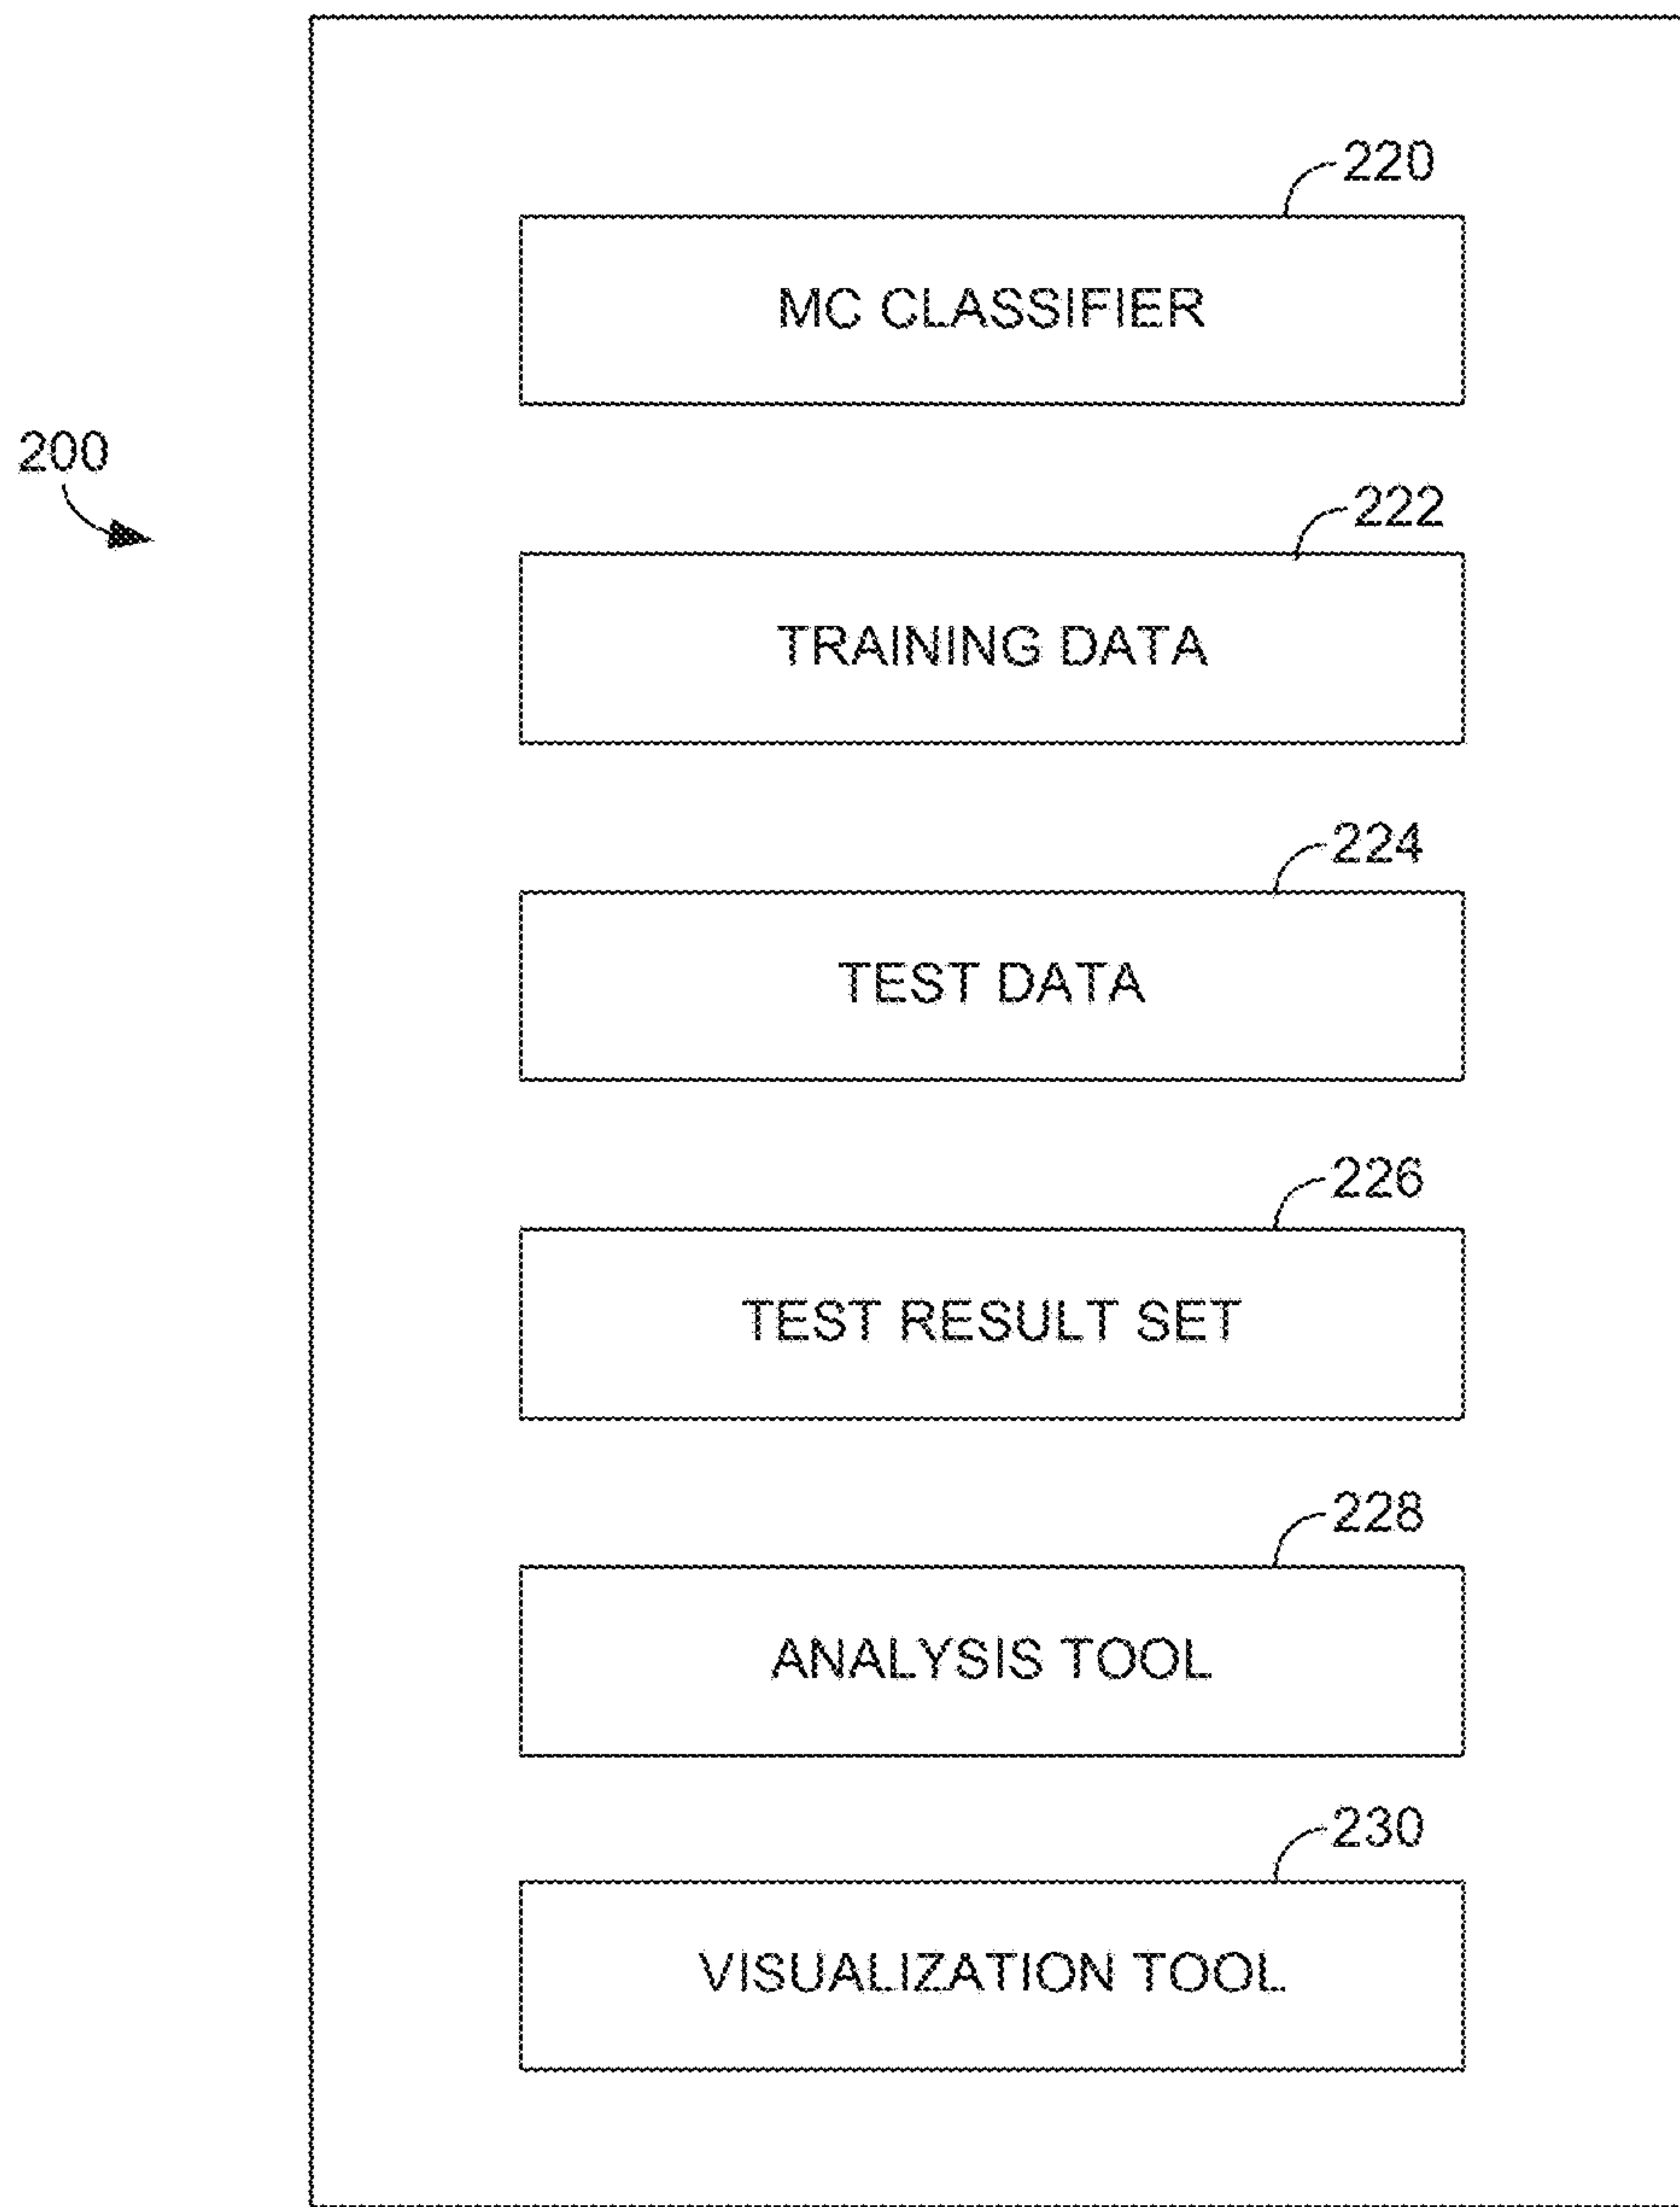 220
MC CLASSIFIER
200
222
TRAINING DATA
224
TEST DATA
226
TEST RESULT SET
228
ANALYSIS TOOL
230
VISUALIZATION TOOL